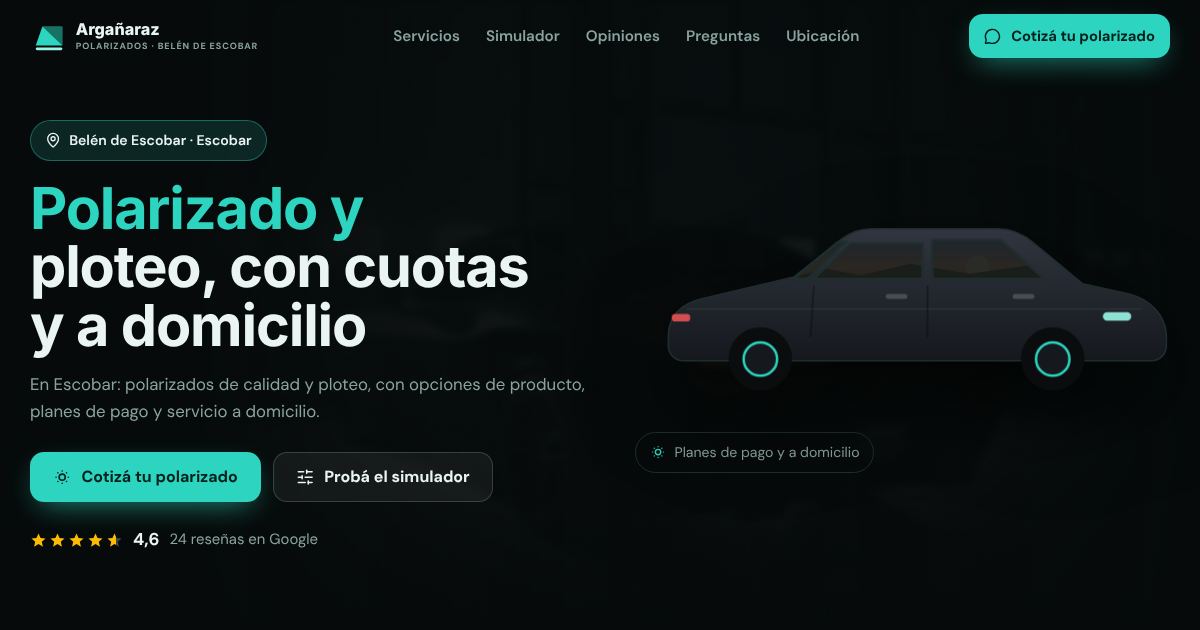 Argañaraz
POLARIZADOS · BELÉN DE ESCOBAR
Servicios
Simulador
Opiniones
Preguntas
Ubicación
Cotizá tu polarizado
Belén de Escobar · Escobar
Polarizado y
ploteo, con cuotas
y a domicilio
En Escobar: polarizados de calidad y ploteo, con opciones de producto,
planes de pago y servicio a domicilio.
Planes de pago y a domicilio
Cotizá tu polarizado
Probá el simulador
4,6 24 reseñas en Google